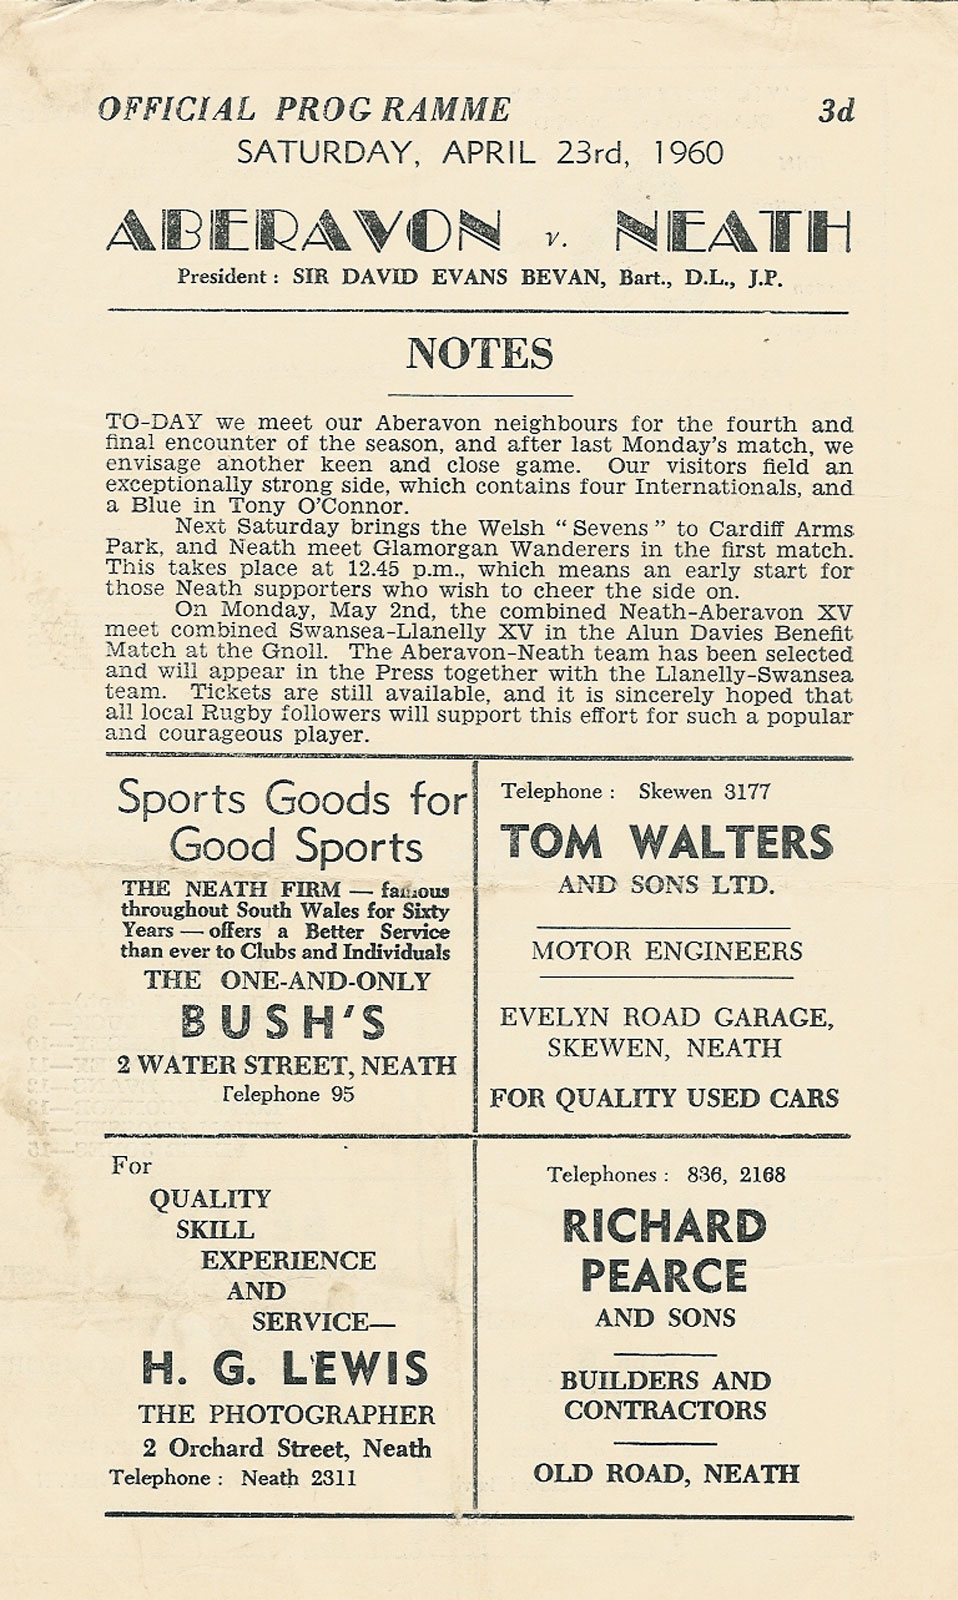 OFFICIAL PROGRAMME 3d
SATURDAY, APRIL 23rd, 1960
ABERAVON v. NEATH
President : SIR DAVID EVANS BEVAN, Bart., D.L., J.P.
NOTES
TO-DAY we meet our Aberavon neighbours for the fourth and
final encounter of the season, and after last Monday's match, we
envisage another keen and close game. Our visitors field an
exceptionally strong side, which contains four Internationals, and
a Blue in Tony O'Connor.
Next Saturday brings the Welsh "Sevens" to Cardiff Arms
Park, and Neath meet Glamorgan Wanderers in the first match.
This takes place at 12.45 p.m., which means an early start for
those Neath supporters who wish to cheer the side on.
On Monday, May 2nd, the combined Neath-Aberavon XV
meet combined Swansea-Llanelly XV in the Alun Davies Benefit
Match at the Gnoll. The Aberavon-Neath team has been selected
and will appear in the Press together with the Llanelly-Swansea
team. Tickets are still available, and it is sincerely hoped that
all local Rugby followers will support this effort for such a popular
and courageous player.
Sports Goods for
Good Sports
THE NEATH FIRM — famous
throughout South Wales for Sixty
Years — offers a Better Service
than ever to Clubs and Individuals
THE ONE-AND-ONLY
BUSH'S
2 WATER STREET, NEATH
Telephone 95
Telephone : Skewen 3177
TOM WALTERS
AND SONS LTD.
MOTOR ENGINEERS
EVELYN ROAD GARAGE,
SKEWEN, NEATH
FOR QUALITY USED CARS
For
QUALITY
SKILL
EXPERIENCE
AND
SERVICE—
H. G. LEWIS
THE PHOTOGRAPHER
2 Orchard Street, Neath
Telephone : Neath 2311
Telephones : 836, 2168
RICHARD
PEARCE
AND SONS
BUILDERS AND
CONTRACTORS
OLD ROAD, NEATH